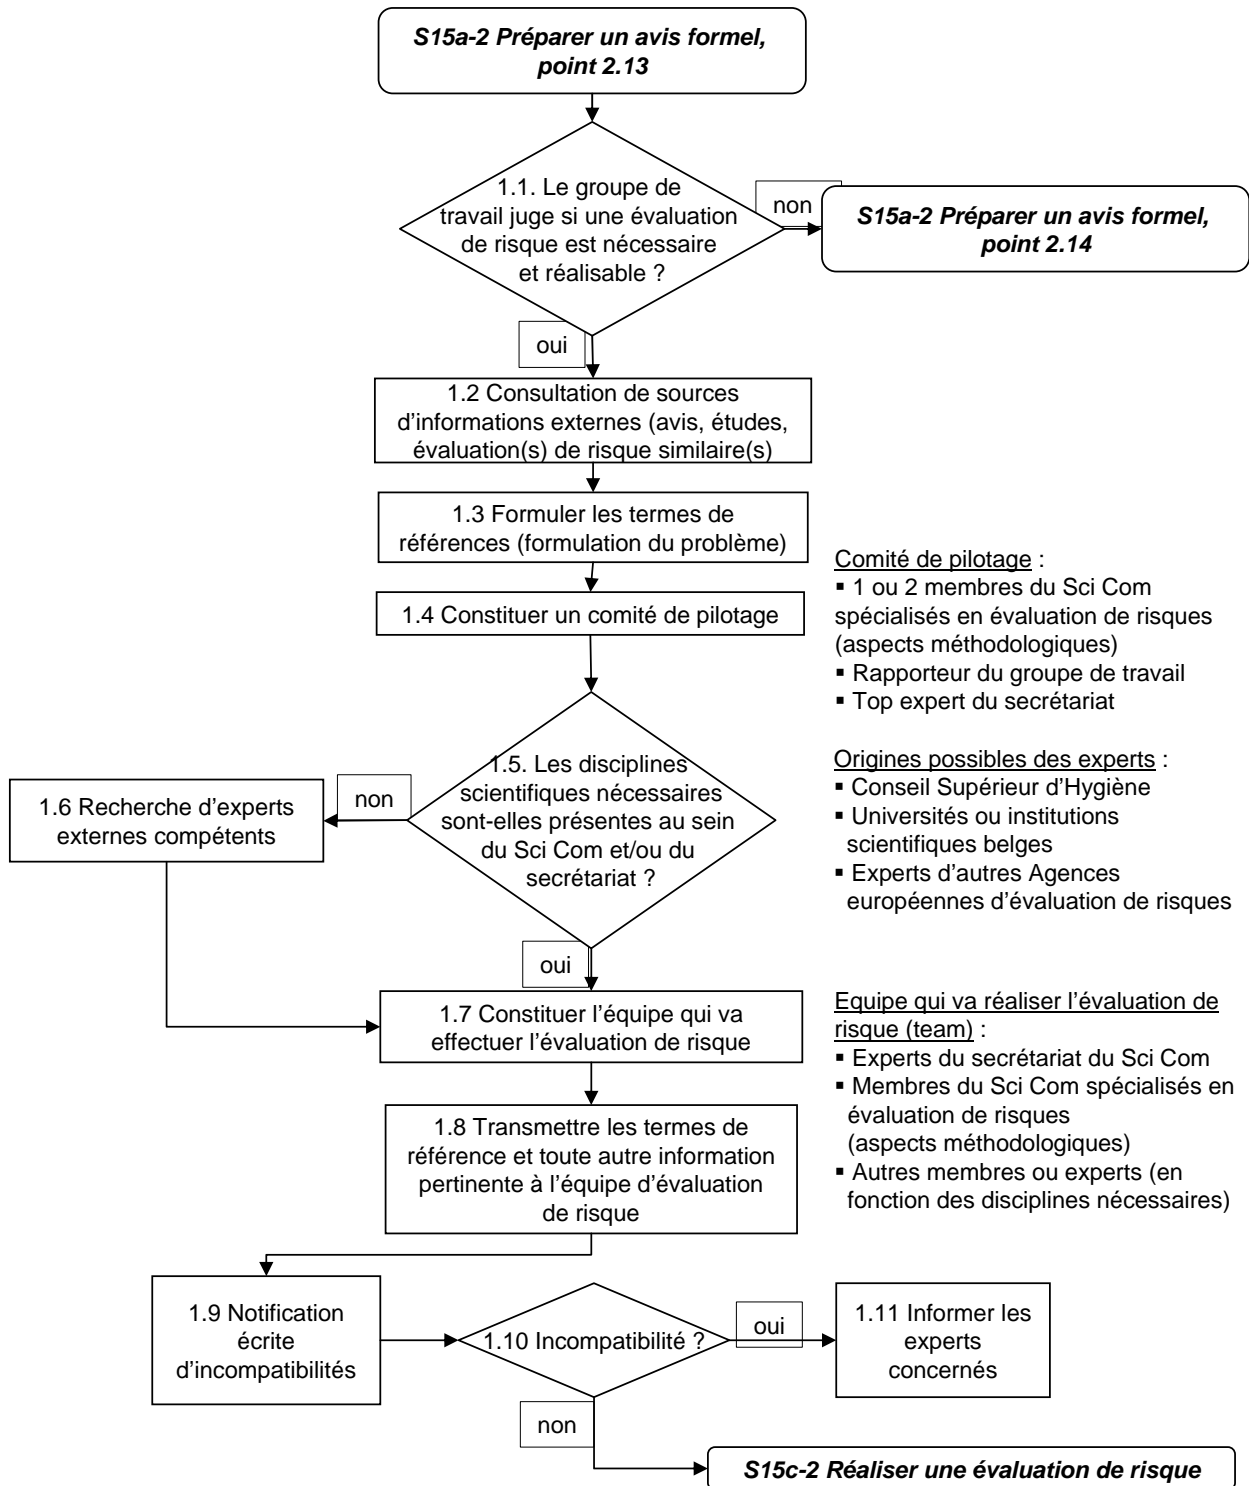 S15a-2 Préparer un avis formel,
point 2.13
1.1. Le groupe de
travail juge si une évaluation
de risque est nécessaire
et réalisable ?
non
S15a-2 Préparer un avis formel,
point 2.14
oui
1.2 Consultation de sources
d’informations externes (avis, études,
évaluation(s) de risque similaire(s)
1.3 Formuler les termes de
références (formulation du problème)
1.4 Constituer un comité de pilotage
Comité de pilotage :
▪ 1 ou 2 membres du Sci Com
spécialisés en évaluation de risques
(aspects méthodologiques)
▪ Rapporteur du groupe de travail
▪ Top expert du secrétariat
1.5. Les disciplines
scientifiques nécessaires
sont-elles présentes au sein
du Sci Com et/ou du
secrétariat ?
non
1.6 Recherche d’experts
externes compétents
Origines possibles des experts :
▪ Conseil Supérieur d’Hygiène
▪ Universités ou institutions
scientifiques belges
▪ Experts d’autres Agences
européennes d’évaluation de risques
oui
1.7 Constituer l’équipe qui va
effectuer l’évaluation de risque
Equipe qui va réaliser l’évaluation de
risque (team) :
▪ Experts du secrétariat du Sci Com
▪ Membres du Sci Com spécialisés en
évaluation de risques
(aspects méthodologiques)
▪ Autres membres ou experts (en
fonction des disciplines nécessaires)
1.8 Transmettre les termes de
référence et toute autre information
pertinente à l’équipe d’évaluation
de risque
1.9 Notification
écrite
d’incompatibilités
1.10 Incompatibilité ?
oui
1.11 Informer les
experts
concernés
non
S15c-2 Réaliser une évaluation de risque